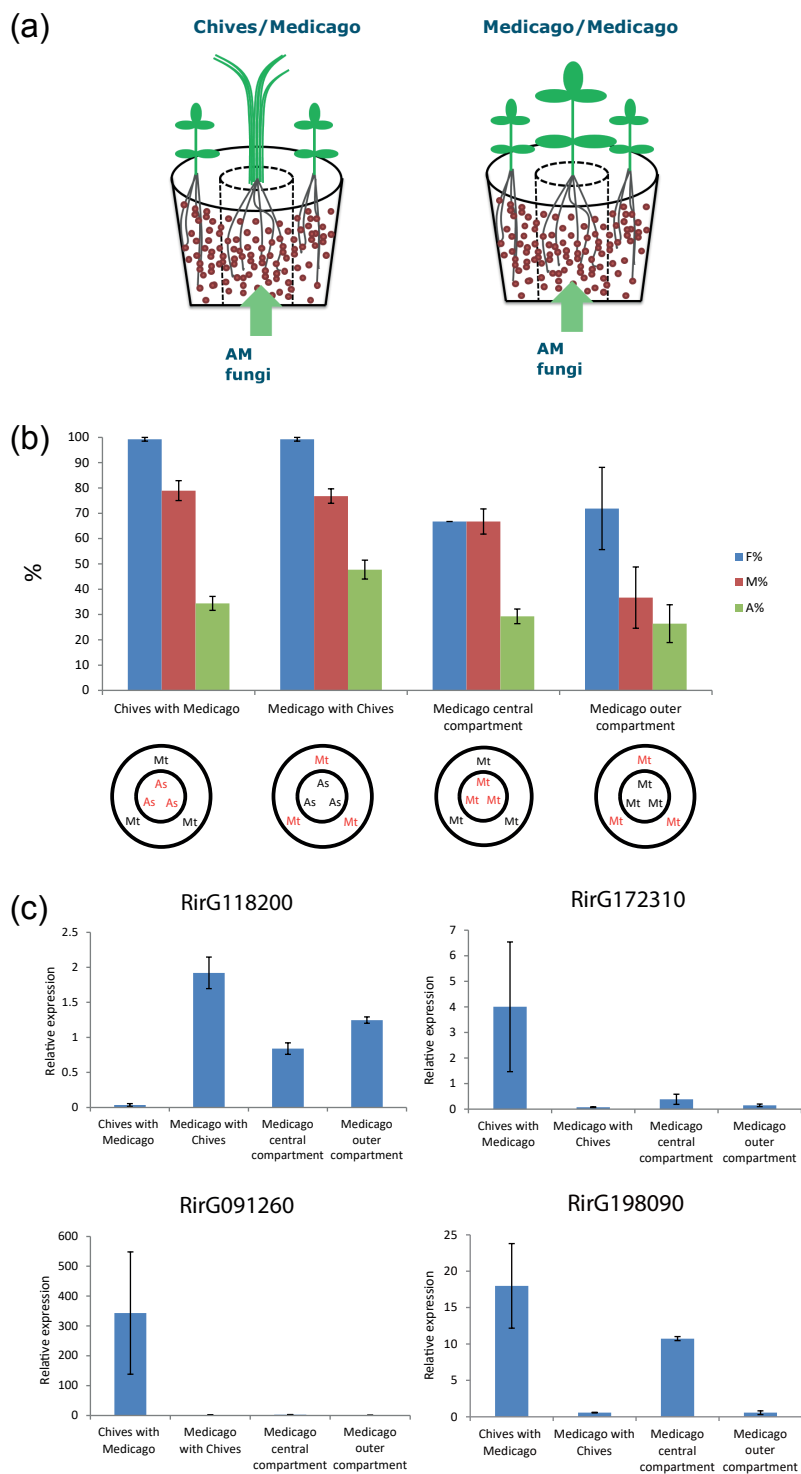 (a)
Chives/Medicago
Medicago/Medicago
AM
fungi
AM
fungi
(b)
%
100
90
80
70
60
50
40
30
20
10
0
F%
M%
A%
Chives with Medicago
Medicago with Chives
Medicago central
compartment
Medicago outer
compartment
Mt
As
As As
Mt Mt
Mt
As
As As
Mt Mt
Mt
Mt
Mt Mt
Mt Mt
Mt
Mt
Mt Mt
Mt Mt
(c)
RirG118200
Relative expression
2.5
2
1.5
1
0.5
0
Chives with
Medicago
Medicago with
Chives
Medicago
central
compartment
Medicago
outer
compartment
RirG172310
Relative expression
7
6
5
4
3
2
1
0
Chives with
Medicago
Medicago with
Chives
Medicago
central
compartment
Medicago
outer
compartment
RirG091260
Relative expression
600
500
400
300
200
100
0
Chives with
Medicago
Medicago
with Chives
Medicago
central
compartment
Medicago
outer
compartment
RirG198090
Relative expression
25
20
15
10
5
0
Chives with
Medicago
Medicago with
Chives
Medicago
central
compartment
Medicago
outer
compartment